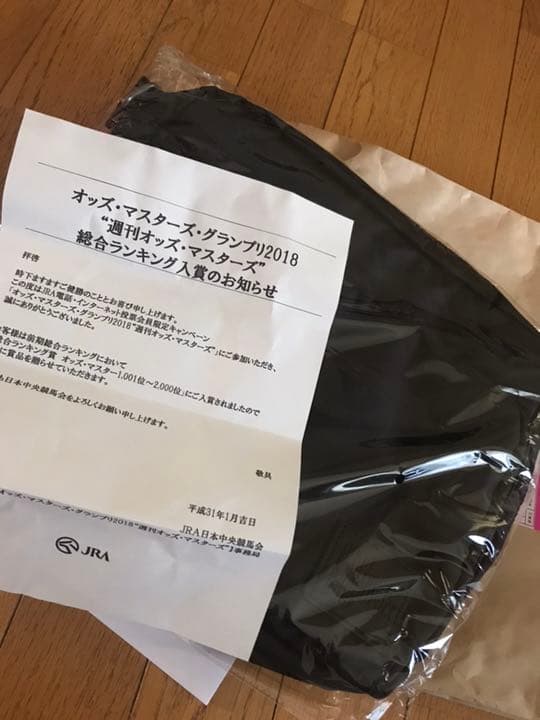 オッズ・マスターズ・グランプリ2018
“週刊オッズ・マスターズ”
総合ランキング入賞のお知らせ
拝啓
時下ますますご健勝のこととお喜び申し上げます。
この度はJRA電話・インターネット投票会員限定キャンペーン
「オッズ・マスターズ・グランプリ2018“週刊オッズ・マスターズ”」にご参加いただき、
誠にありがとうございました。
客様は前期総合ランキングにおいて
合ランキング賞 オッズ・マスター1,001位~2,000位」にご入賞されましたので
に賞品を贈らせていただきます。
も日本中央競馬会をよろしくお願い申し上げます。
敬具
平成31年1月吉日
JRA日本中央競馬会
オッズ・マスターズ・グランプリ2018“週刊オッズ・マスターズ”」事務局
JRA